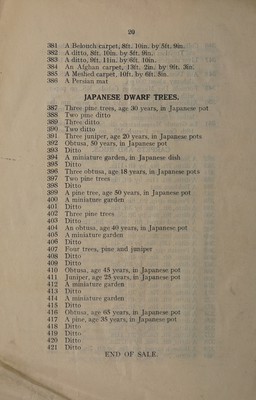 20
381 A Belouch carpet, 8ft. 10in. by 5ft. 9in.
382 A ditto, 8ft. 10in. by 5ft. 9in.
383 A ditto, 9ft. 11in. by 6ft. 10in.
384 An Afghan carpet, 13ft. 2in. by 9ft. 3in.
385 A Meshed carpet, 10ft. by 6ft. 5in.
386 A Persian mat
JAPANESE DWARF TREES.
387 Three pine trees, age 30 years, in Japanese pot
388 Two pine ditto
389 Three ditto
390 Two ditto
391 Three juniper, age 20 years, in Japanese pots
392 Obtusa, 50 years, in Japanese pot
393 Ditto
394 A miniature garden, in Japanese dish
395 Ditto
396 Three obtusa, age 18 years, in Japanese pots
397 Two pine trees
398 Ditto
399 A pine tree, age 50 years, in Japanese pot
400 A miniature garden
401 Ditto
402 Three pine trees
403 Ditto
404 An obtusa, age 40 years, in Japanese pot
405 A miniature garden
406 Ditto
407 Four trees, pine and juniper
408 Ditto
409 Ditto
410 Obtusa, age 45 years, in Japanese pot
411 Juniper, age 25 years, in Japanese pot
412 A miniature garden
413 Ditto
414 A miniature garden
415 Ditto
416 Obtusa, age 65 years, in Japanese pot
417 A pine, age 35 years, in Japanese pot
418 Ditto
419 Ditto
420 Ditto
421 Ditto
END OF SALE.